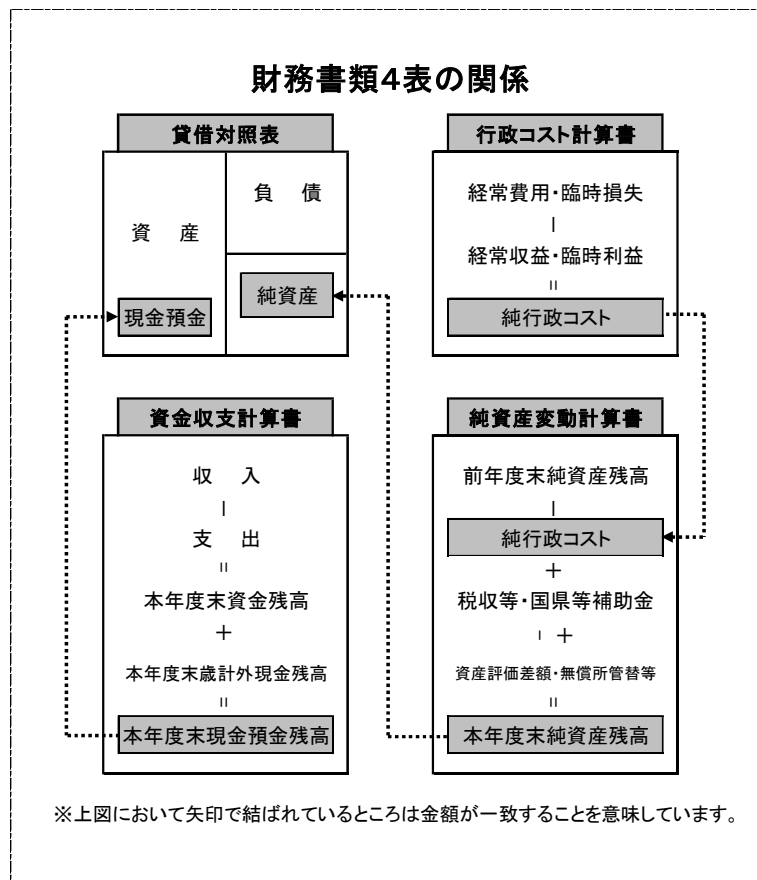 財務書類4表の関係
貸借対照表
資　産
負　債
純資産
現金預金
行政コスト計算書
経常費用・臨時損失
－
経常収益・臨時利益
＝
純行政コスト
資金収支計算書
収　入
－
支　出
＝
本年度末資金残高
＋
本年度末歳計外現金残高
＝
本年度末現金預金残高
純資産変動計算書
前年度末純資産残高
－
純行政コスト
＋
税収等・国県等補助金
－ ＋
資産評価差額・無償所管替等
＝
本年度末純資産残高
※上図において矢印で結ばれているところは金額が一致することを意味しています。